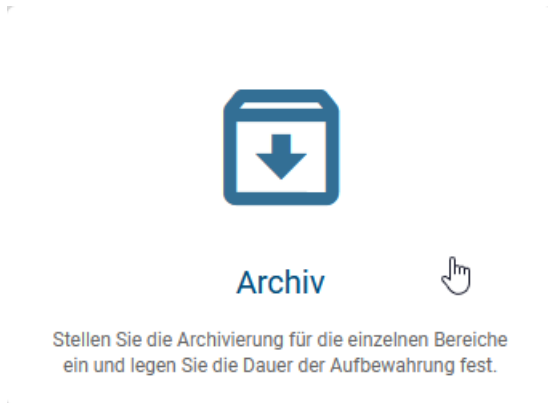 Archiv
Stellen Sie die Archivierung für die einzelnen Bereiche
ein und legen Sie die Dauer der Aufbewahrung fest.